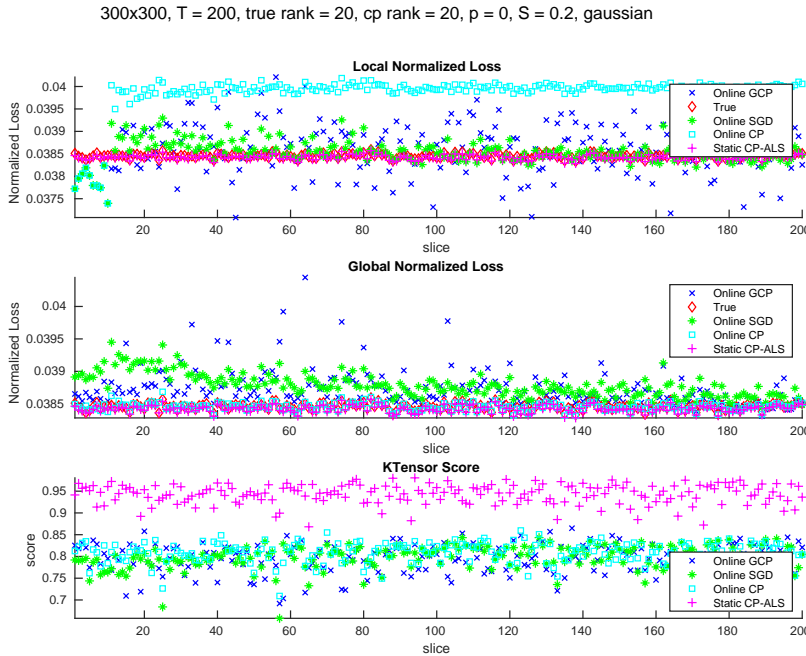 300x300, T = 200, true rank = 20, cp rank = 20, p = 0, S = 0.2, gaussian
Local Normalized Loss
Normalized Loss
0.04
0.0395
0.039
0.0385
0.038
0.0375
20 40 60 80 100 120 140 160 180 200
slice
Online GCP
True
Online SGD
Online CP
Static CP-ALS
Global Normalized Loss
Normalized Loss
0.04
0.0395
0.039
0.0385
20 40 60 80 100 120 140 160 180 200
slice
Online GCP
True
Online SGD
Online CP
Static CP-ALS
KTensor Score
score
0.95
0.9
0.85
0.8
0.75
0.7
20 40 60 80 100 120 140 160 180 200
slice
Online GCP
Online SGD
Online CP
Static CP-ALS